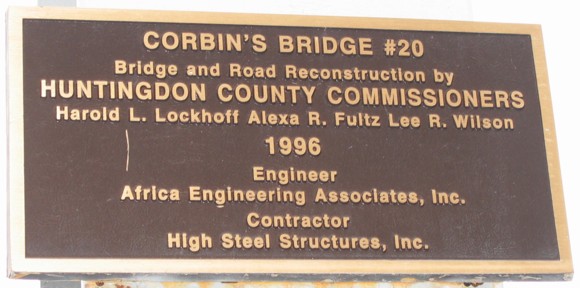 CORBIN'S BRIDGE #20
Bridge and Road Reconstruction by
HUNTINGDON COUNTY COMMISSIONERS
Harold L. Lockhoff Alexa R. Fultz Lee R. Wilson
1996
Engineer
Africa Engineering Associates, Inc.
Contractor
High Steel Structures, Inc.